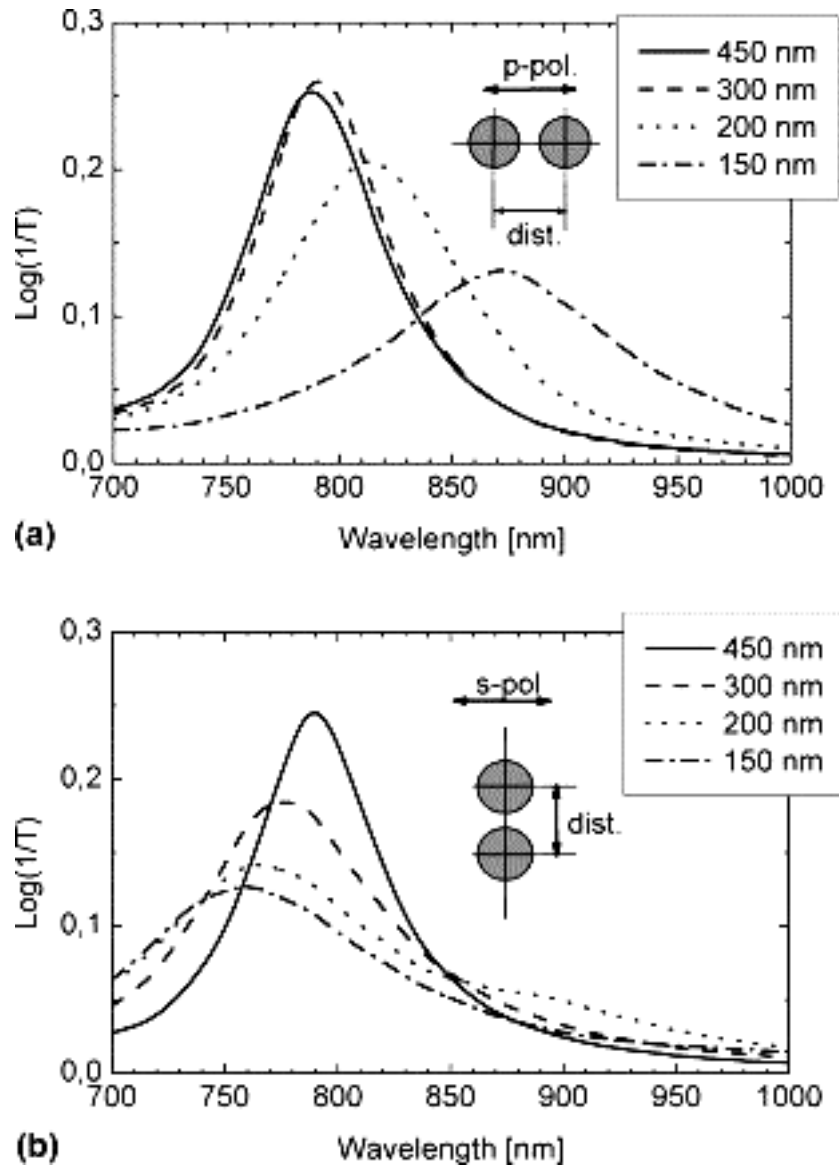 0,3
0,2
0,1
0,0
Log(1/T)
450 nm
300 nm
200 nm
150 nm
p-pol.
dist.
700 750 800 850 900 950 1000
(a)
Wavelength [nm]
0,3
0,2
0,1
0,0
Log(1/T)
450 nm
300 nm
200 nm
150 nm
s-pol
dist.
700 750 800 850 900 950 1000
(b)
Wavelength [nm]